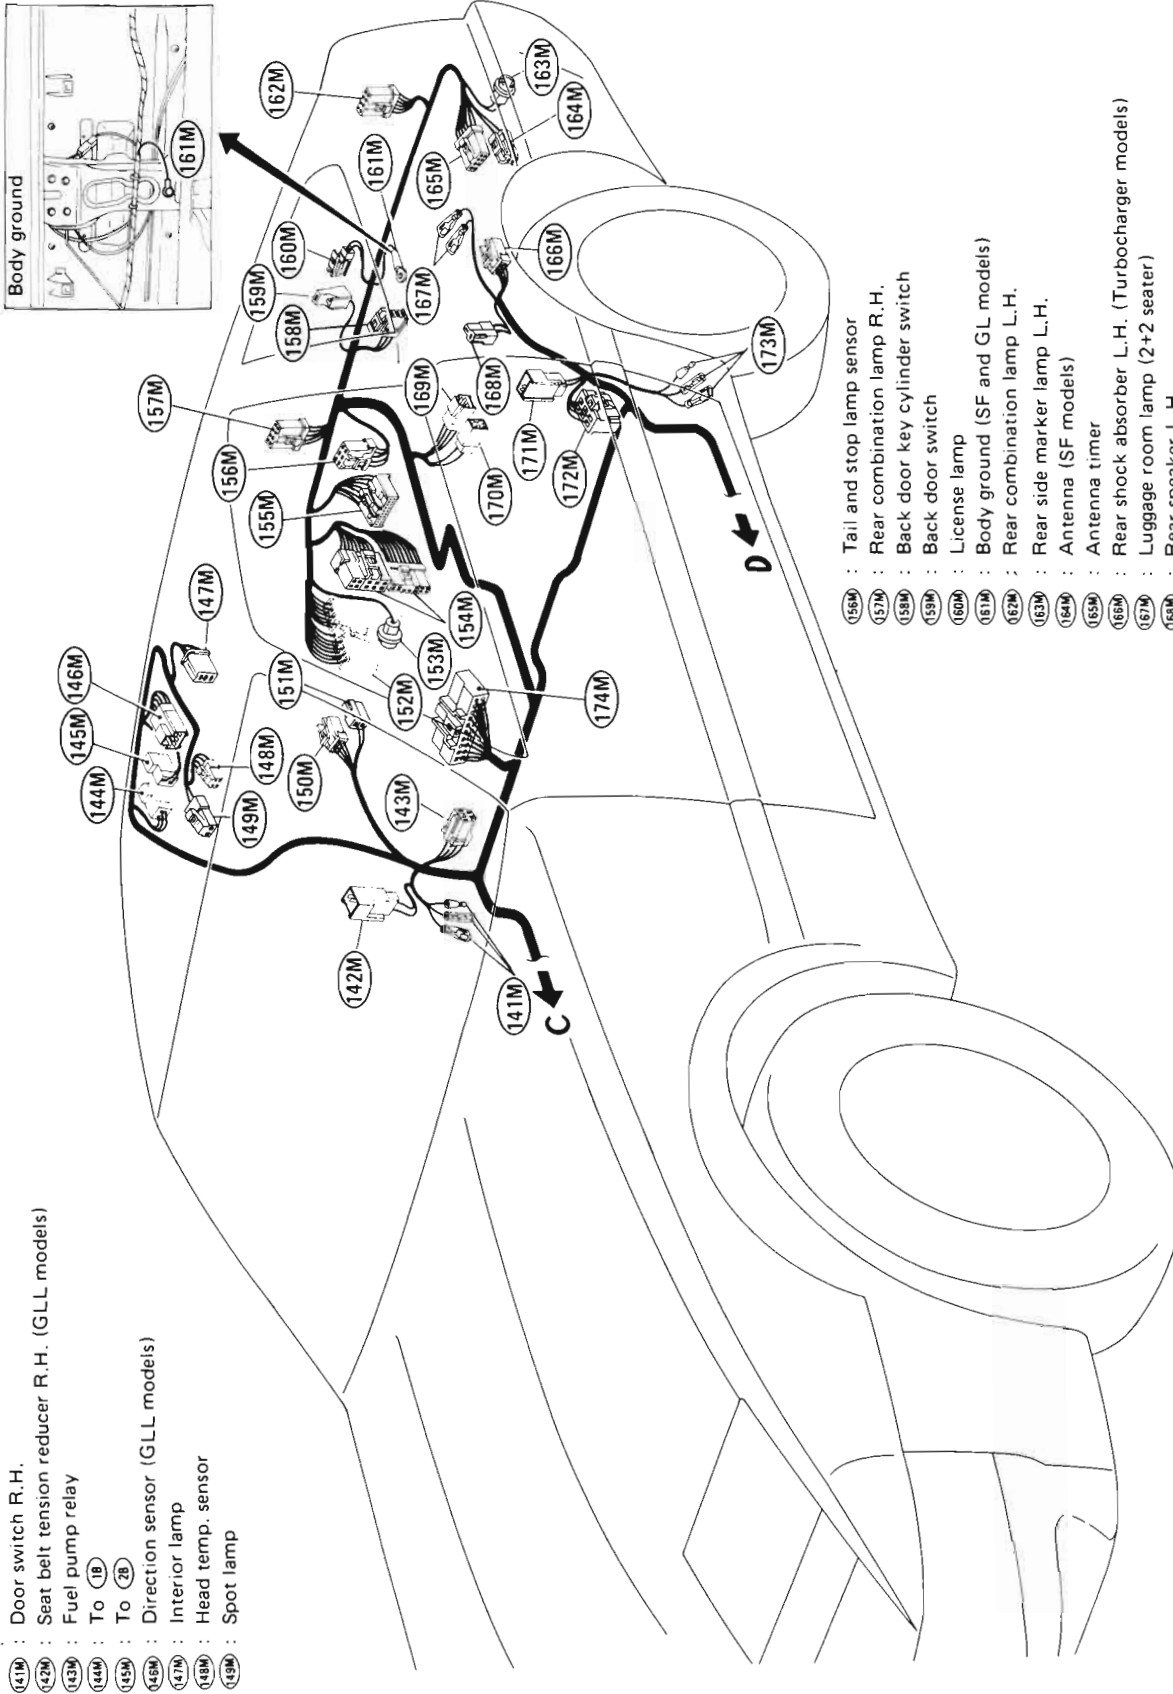 141M : Door switch R.H.
142M : Seat belt tension reducer R.H. (GLL models)
143M : Fuel pump relay
144M : To 1B
145M : To 2B
146M : Direction sensor (GLL models)
147M : Interior lamp
148M : Head temp. sensor
149M : Spot lamp
Body ground
161M
162M
163M
164M
165M
161M
160M
159M
158M
167M
166M
157M
169M
168M
173M
156M
171M
155M
170M
172M
147M
154M
D
146M
153M
151M
152M
174M
145M
144M
148M
150M
149M
143M
142M
141M
C
156M : Tail and stop lamp sensor
157M : Rear combination lamp R.H.
158M : Back door key cylinder switch
159M : Back door switch
160M : License lamp
161M : Body ground (SF and GL models)
162M : Rear combination lamp L.H.
163M : Rear side marker lamp L.H.
164M : Antenna (SF models)
165M : Antenna timer
166M : Rear shock absorber L.H. (Turbocharger models)
167M : Luggage room lamp (2+2 seater)
168M : Rear speaker L.H.